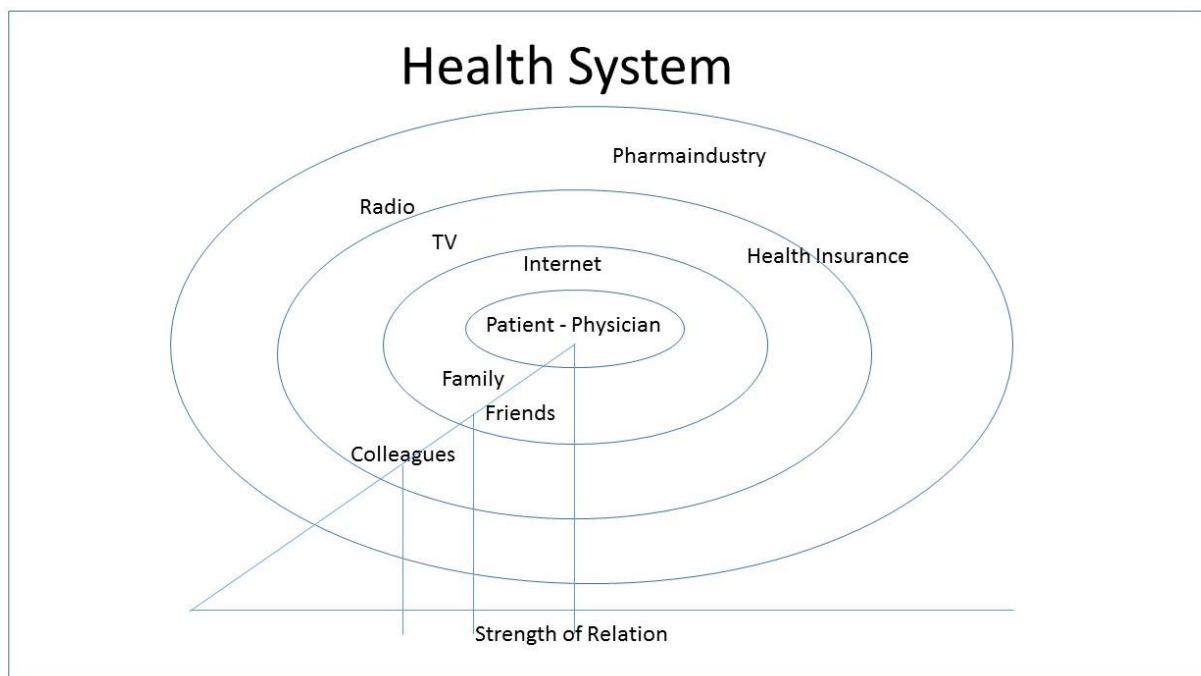 Health System
Pharmaindustry
Radio
TV
Health Insurance
Internet
Patient - Physician
Family
Friends
Colleagues
Strength of Relation